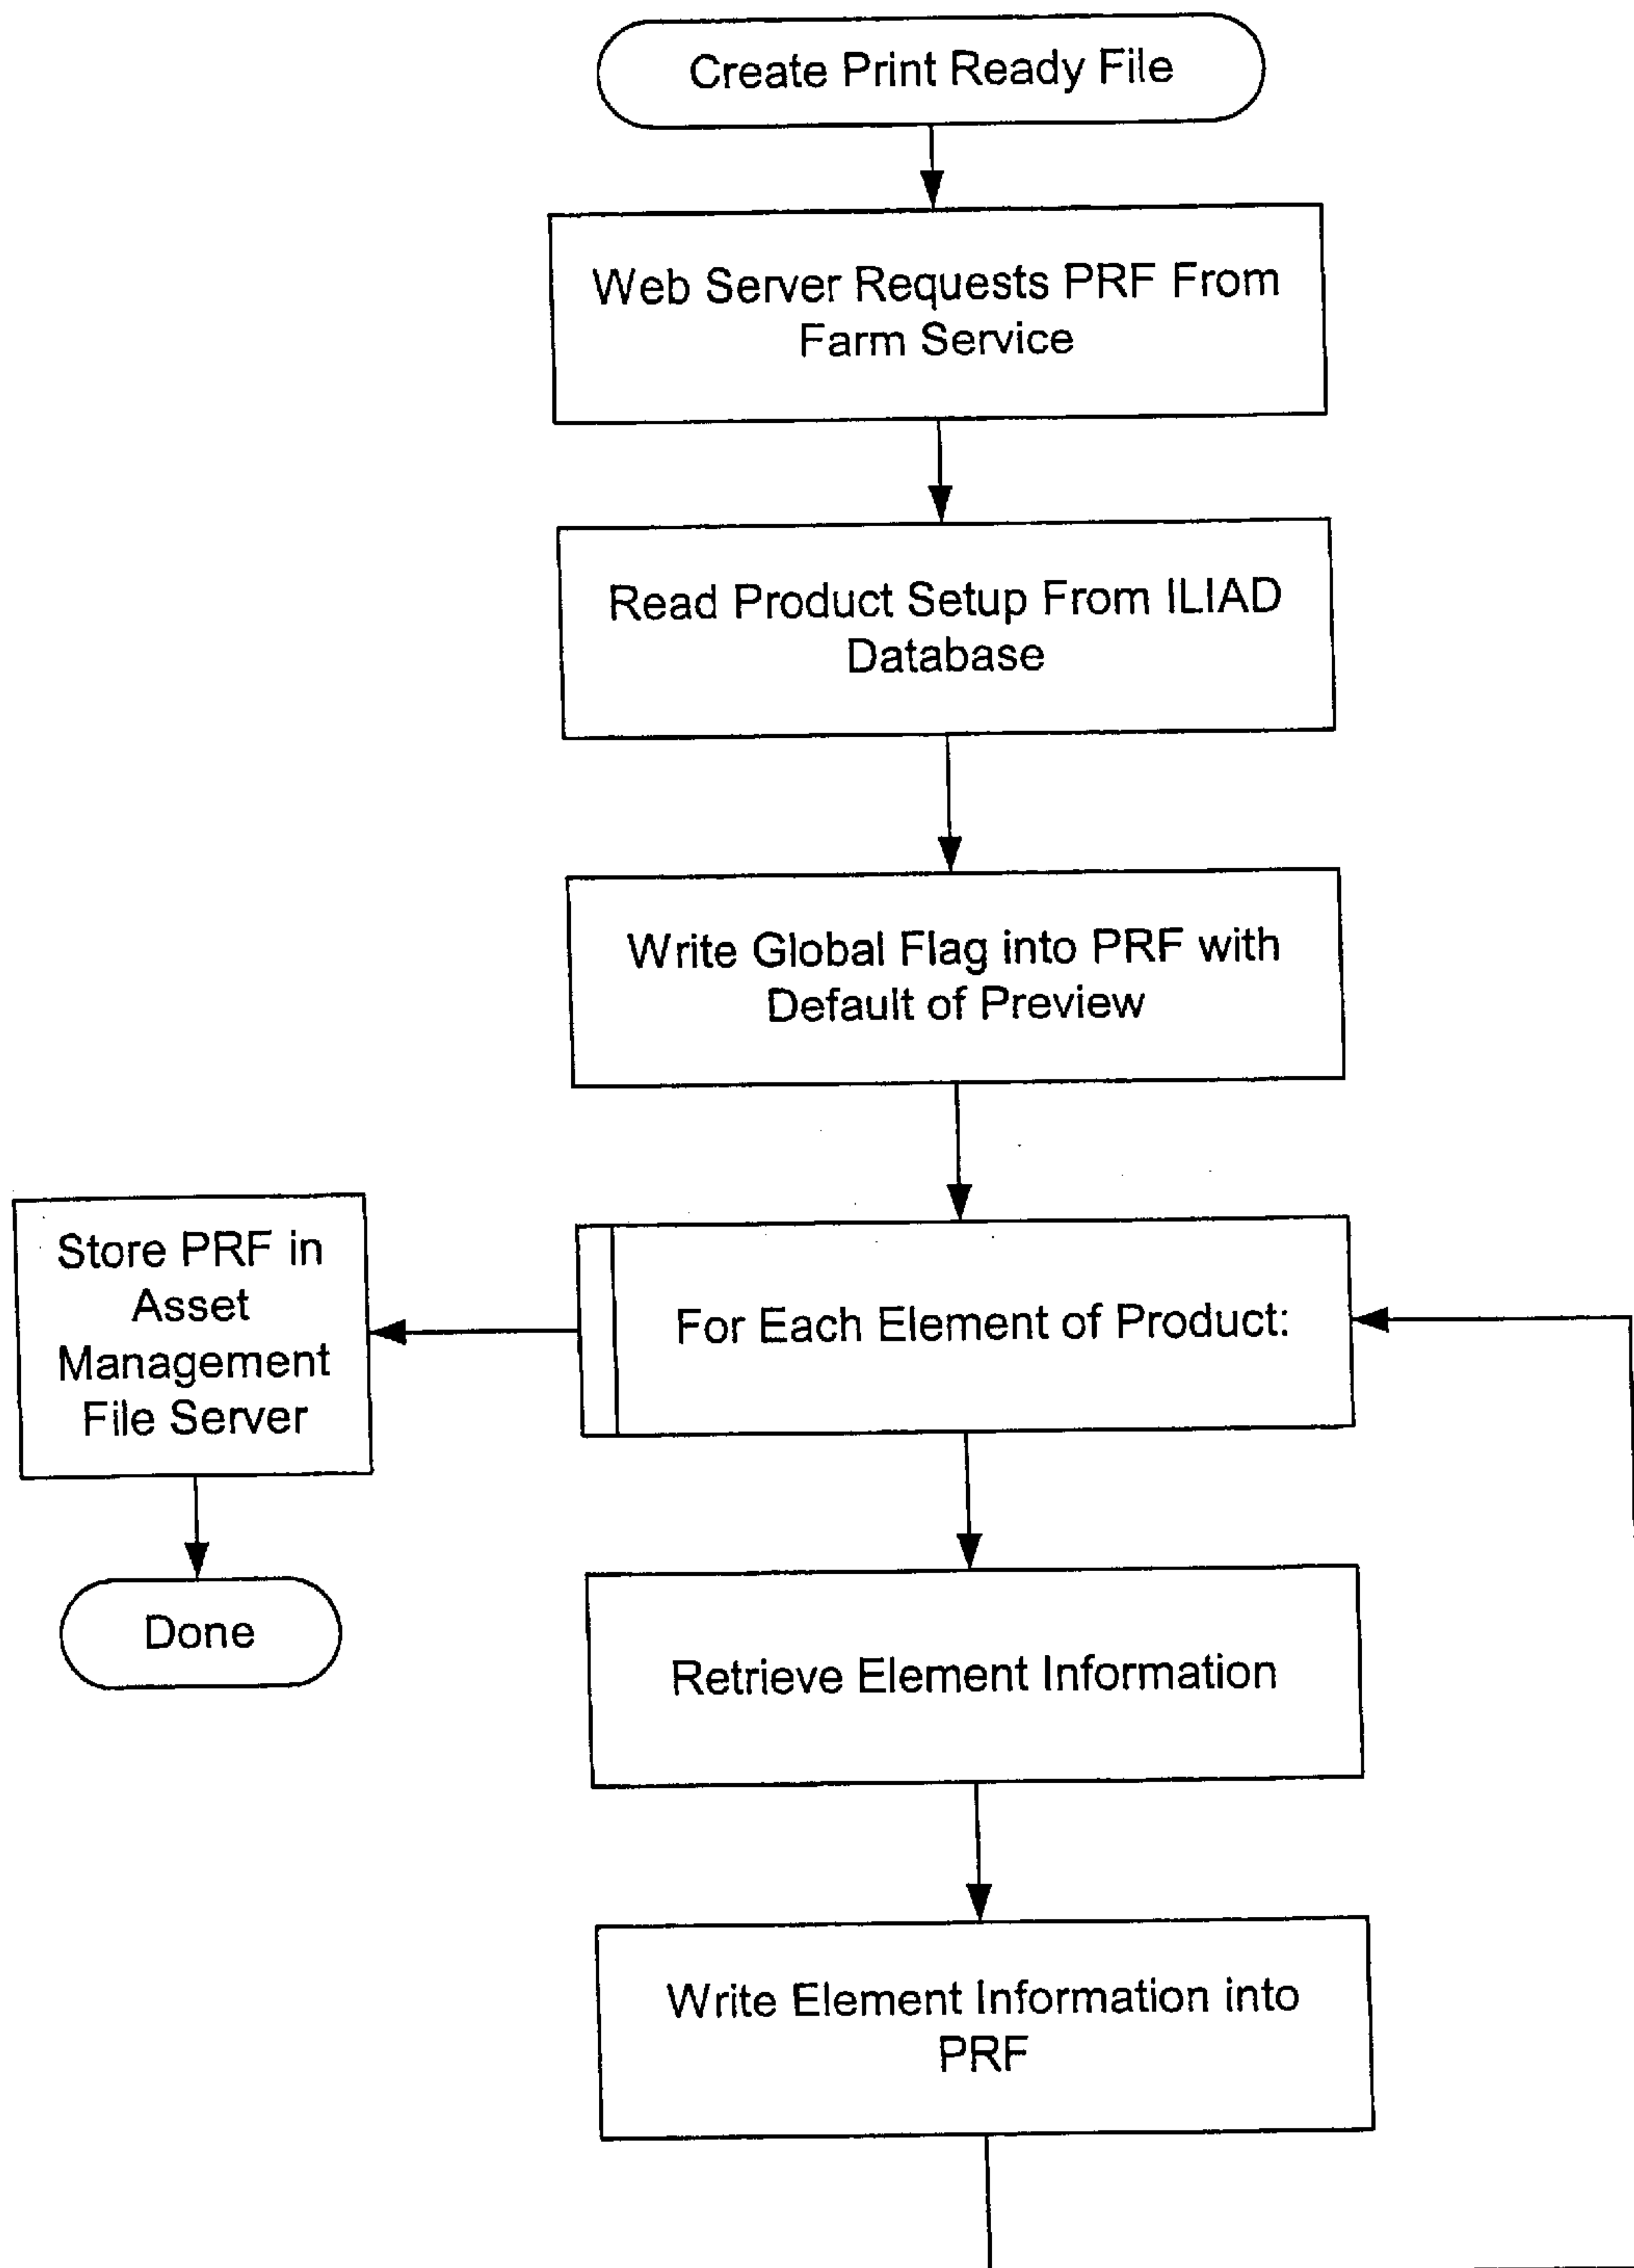 Create Print Ready File
Web Server Requests PRF From
Farm Service
Read Product Setup From ILIAD
Database
Write Global Flag into PRF with
Default of Preview
Store PRF in
Asset
Management
File Server
For Each Element of Product:
Done
Retrieve Element Information
Write Element Information into
PRF